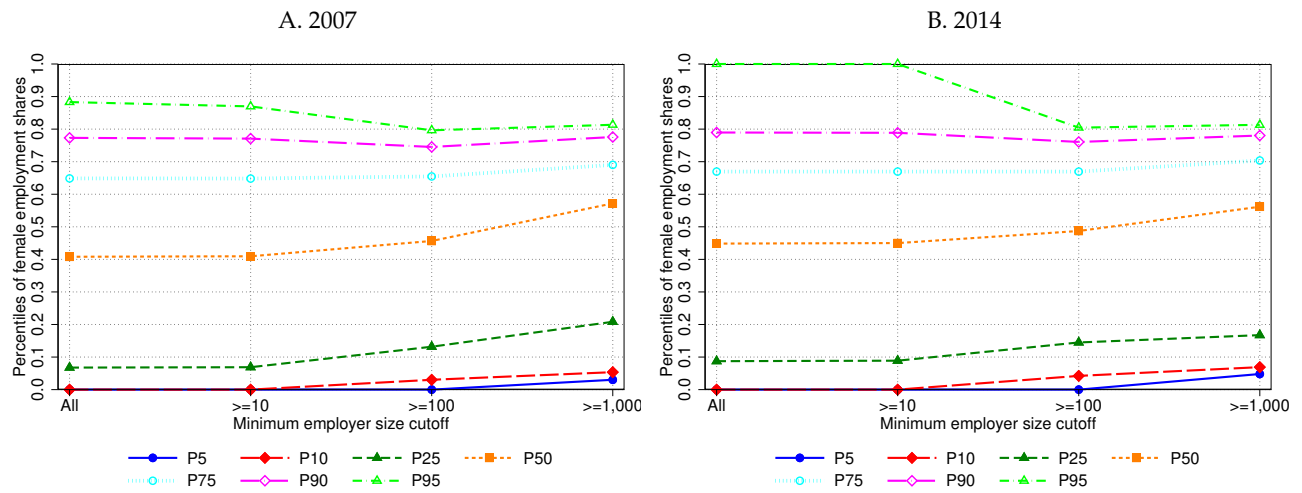 A. 2007
Percentiles of female employment shares
1.0
0.9
0.8
0.7
0.6
0.5
0.4
0.3
0.2
0.1
0.0
All >=10 >=100 >=1,000
Minimum employer size cutoff
P5 P10 P25 P50
P75 P90 P95
B. 2014
Percentiles of female employment shares
1.0
0.9
0.8
0.7
0.6
0.5
0.4
0.3
0.2
0.1
0.0
All >=10 >=100 >=1,000
Minimum employer size cutoff
P5 P10 P25 P50
P75 P90 P95